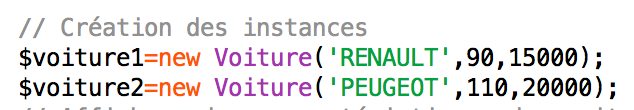 // Création des instances
$voiture1=new Voiture('RENAULT',90,15000);
$voiture2=new Voiture('PEUGEOT',110,20000);